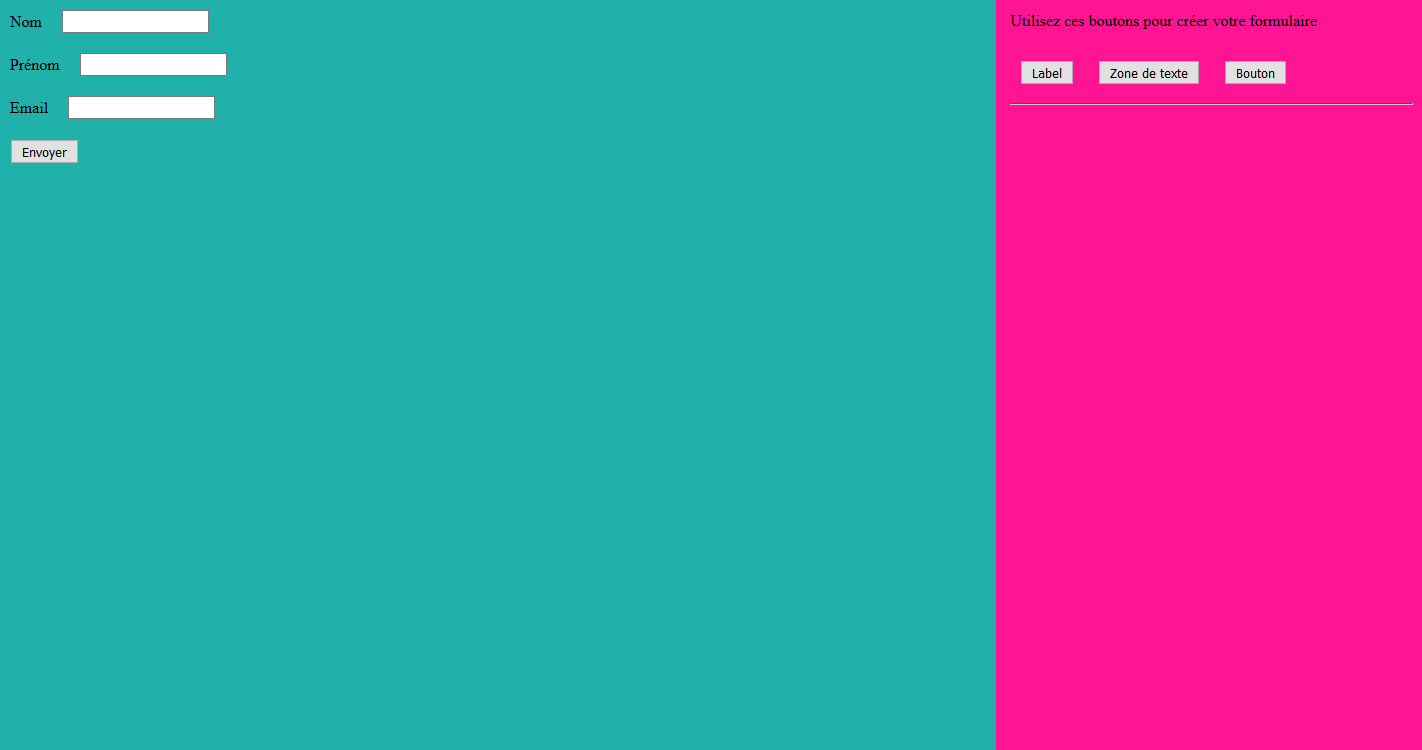 Nom
Prénom
Email
Envoyer
Utilisez ces boutons pour créer votre formulaire
Label Zone de texte Bouton